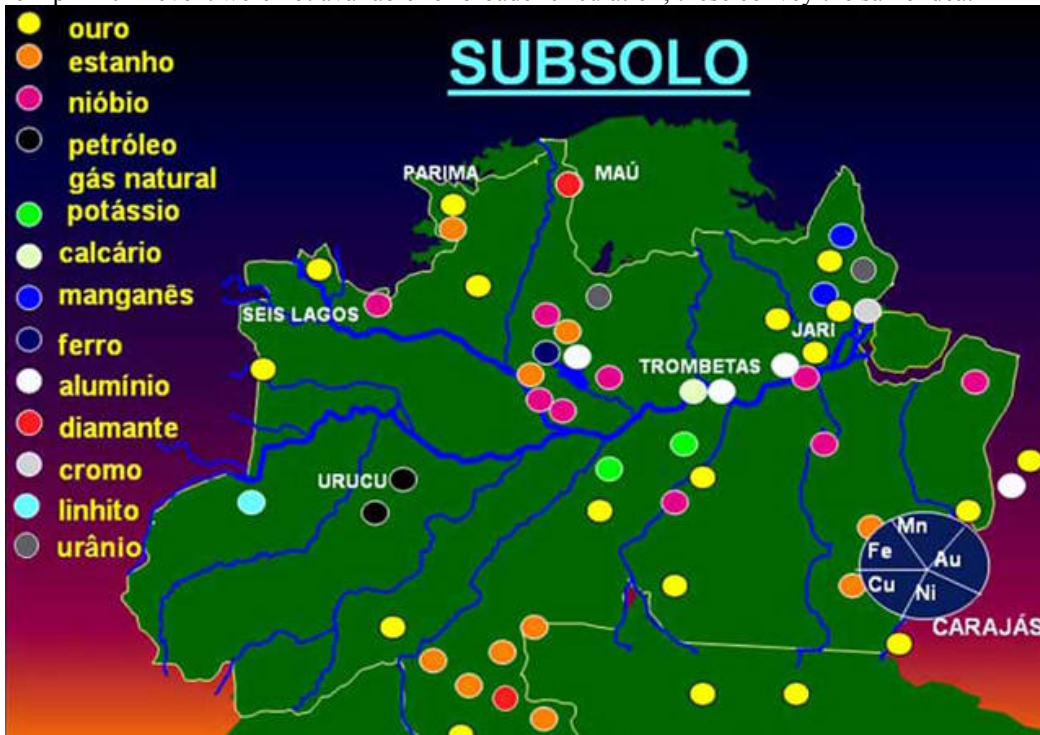 ouro
estanho
nióbio
petróleo
gás natural
potássio
calcário
manganês
ferro
alumínio
diamante
cromo
linhito
urânio
SUBSOLO
PARIMA
MAÚ
SEIS LAGOS
JARI
TROMBETAS
URUCU
Mn
Fe
Au
Cu
Ni
CARAJÁS